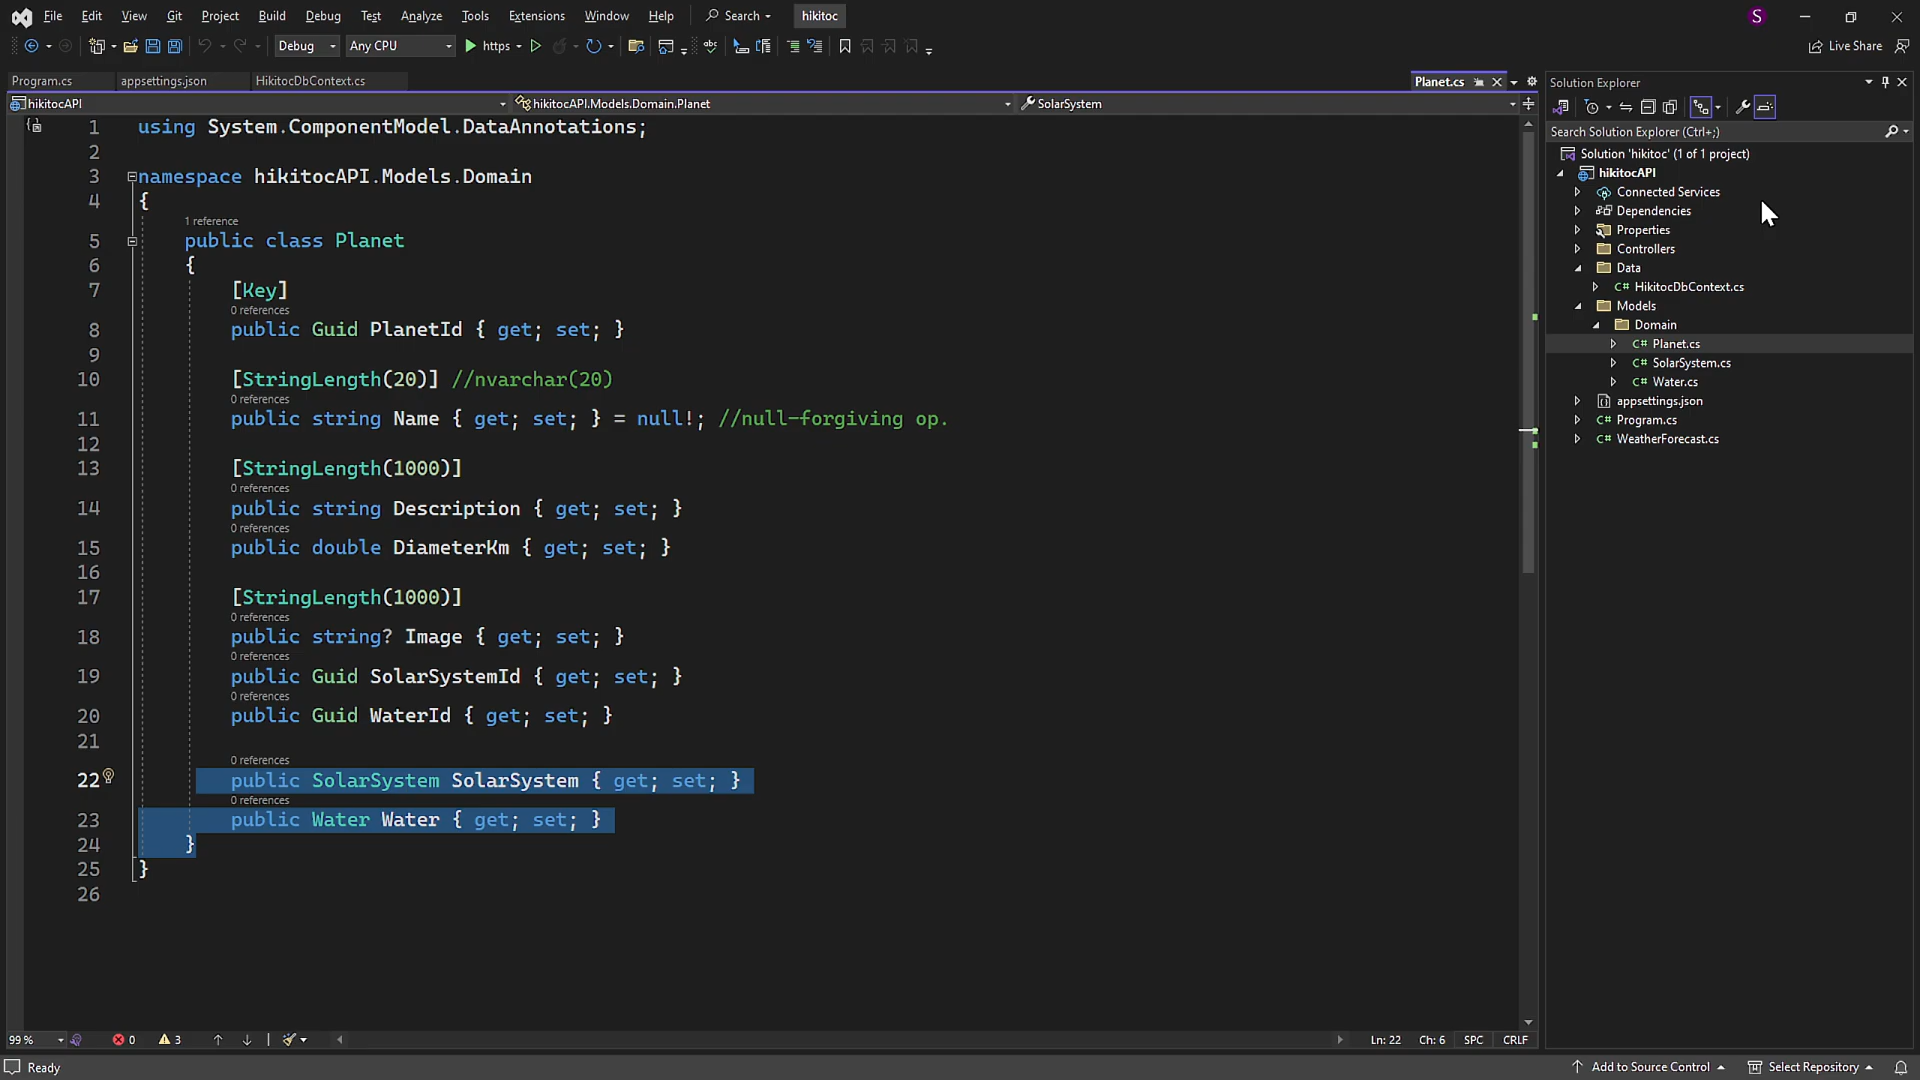 File Edit View Git Project Build Debug Test Analyze Tools Extensions Window Help Search hikitoc S
Debug Any CPU https Live Share
Program.cs appsettings.json HikitocDbContext.cs Planet.cs
hikitocAPI hikitocAPI.Models.Domain.Planet SolarSystem
1 using System.ComponentModel.DataAnnotations;
2
3 namespace hikitocAPI.Models.Domain
4 {
1 reference
5 public class Planet
6 {
7 [Key]
0 references
8 public Guid PlanetId { get; set; }
9
10 [StringLength(20)] //nvarchar(20)
0 references
11 public string Name { get; set; } = null!; //null-forgiving op.
12
13 [StringLength(1000)]
0 references
14 public string Description { get; set; }
0 references
15 public double DiameterKm { get; set; }
16
17 [StringLength(1000)]
0 references
18 public string? Image { get; set; }
0 references
19 public Guid SolarSystemId { get; set; }
0 references
20 public Guid WaterId { get; set; }
21
0 references
22 public SolarSystem SolarSystem { get; set; }
0 references
23 public Water Water { get; set; }
24 }
25 }
26
Solution Explorer
Search Solution Explorer (Ctrl+;)
Solution 'hikitoc' (1 of 1 project)
hikitocAPI
Connected Services
Dependencies
Properties
Controllers
Data
C# HikitocDbContext.cs
Models
Domain
C# Planet.cs
C# SolarSystem.cs
C# Water.cs
appsettings.json
C# Program.cs
C# WeatherForecast.cs
99 % 0 3 Ln: 22 Ch: 6 SPC CRLF
Ready Add to Source Control Select Repository